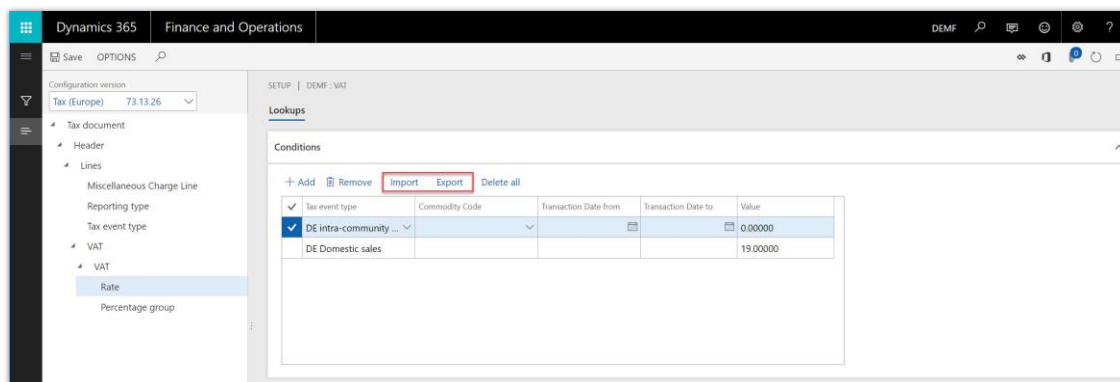 Dynamics 365 Finance and Operations DEMF ?
Save OPTIONS 0
Configuration version
Tax (Europe) 73.13.26
Tax document
Header
Lines
Miscellaneous Charge Line
Reporting type
Tax event type
VAT
VAT
Rate
Percentage group
SETUP | DEMF : VAT
Lookups
Conditions
+ Add Remove Import Export Delete all
Tax event type Commodity Code Transaction Date from Transaction Date to Value
DE intra-community ... 0.00000
DE Domestic sales 19.00000